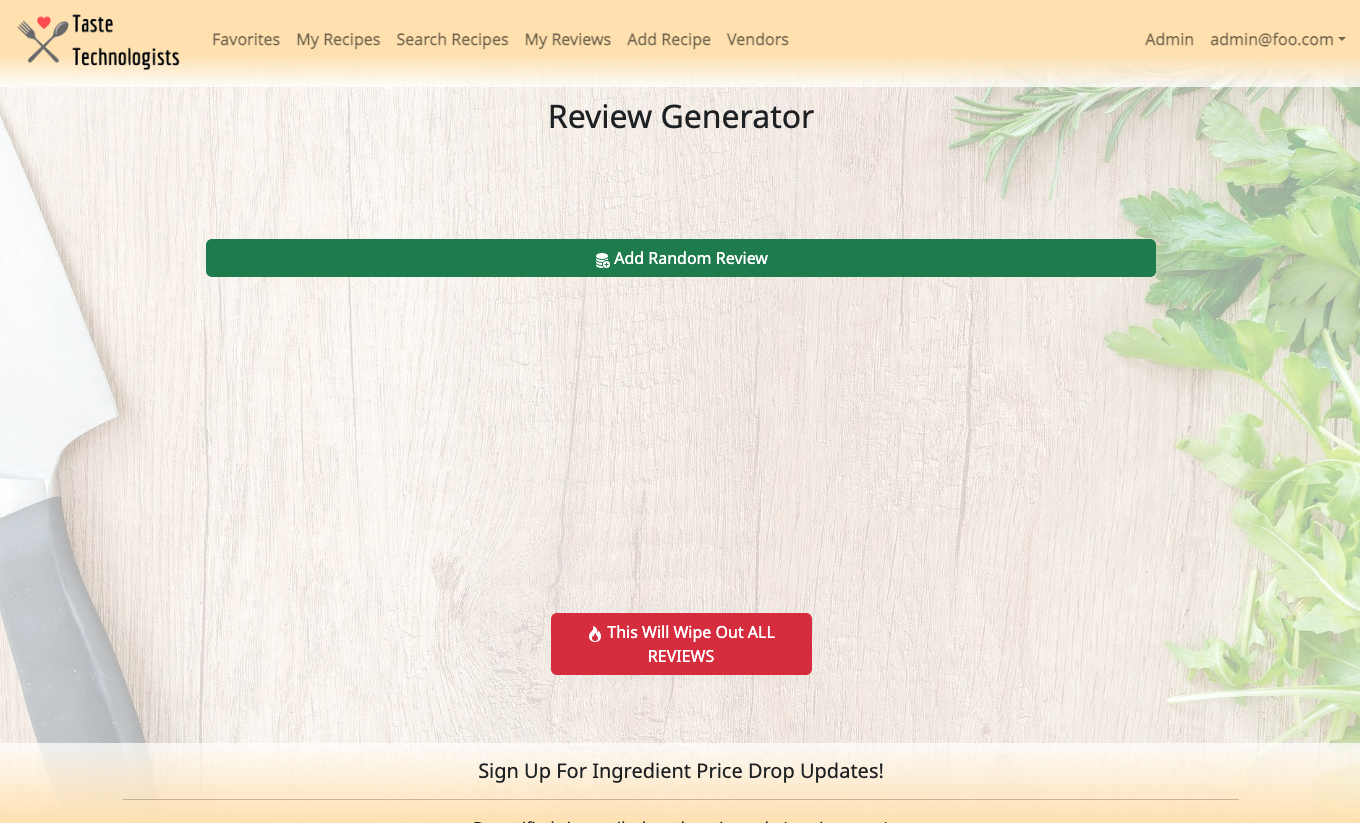 Taste
Technologists
Favorites My Recipes Search Recipes My Reviews Add Recipe Vendors Admin admin@foo.com
Review Generator
Add Random Review
This Will Wipe Out ALL
REVIEWS
Sign Up For Ingredient Price Drop Updates!